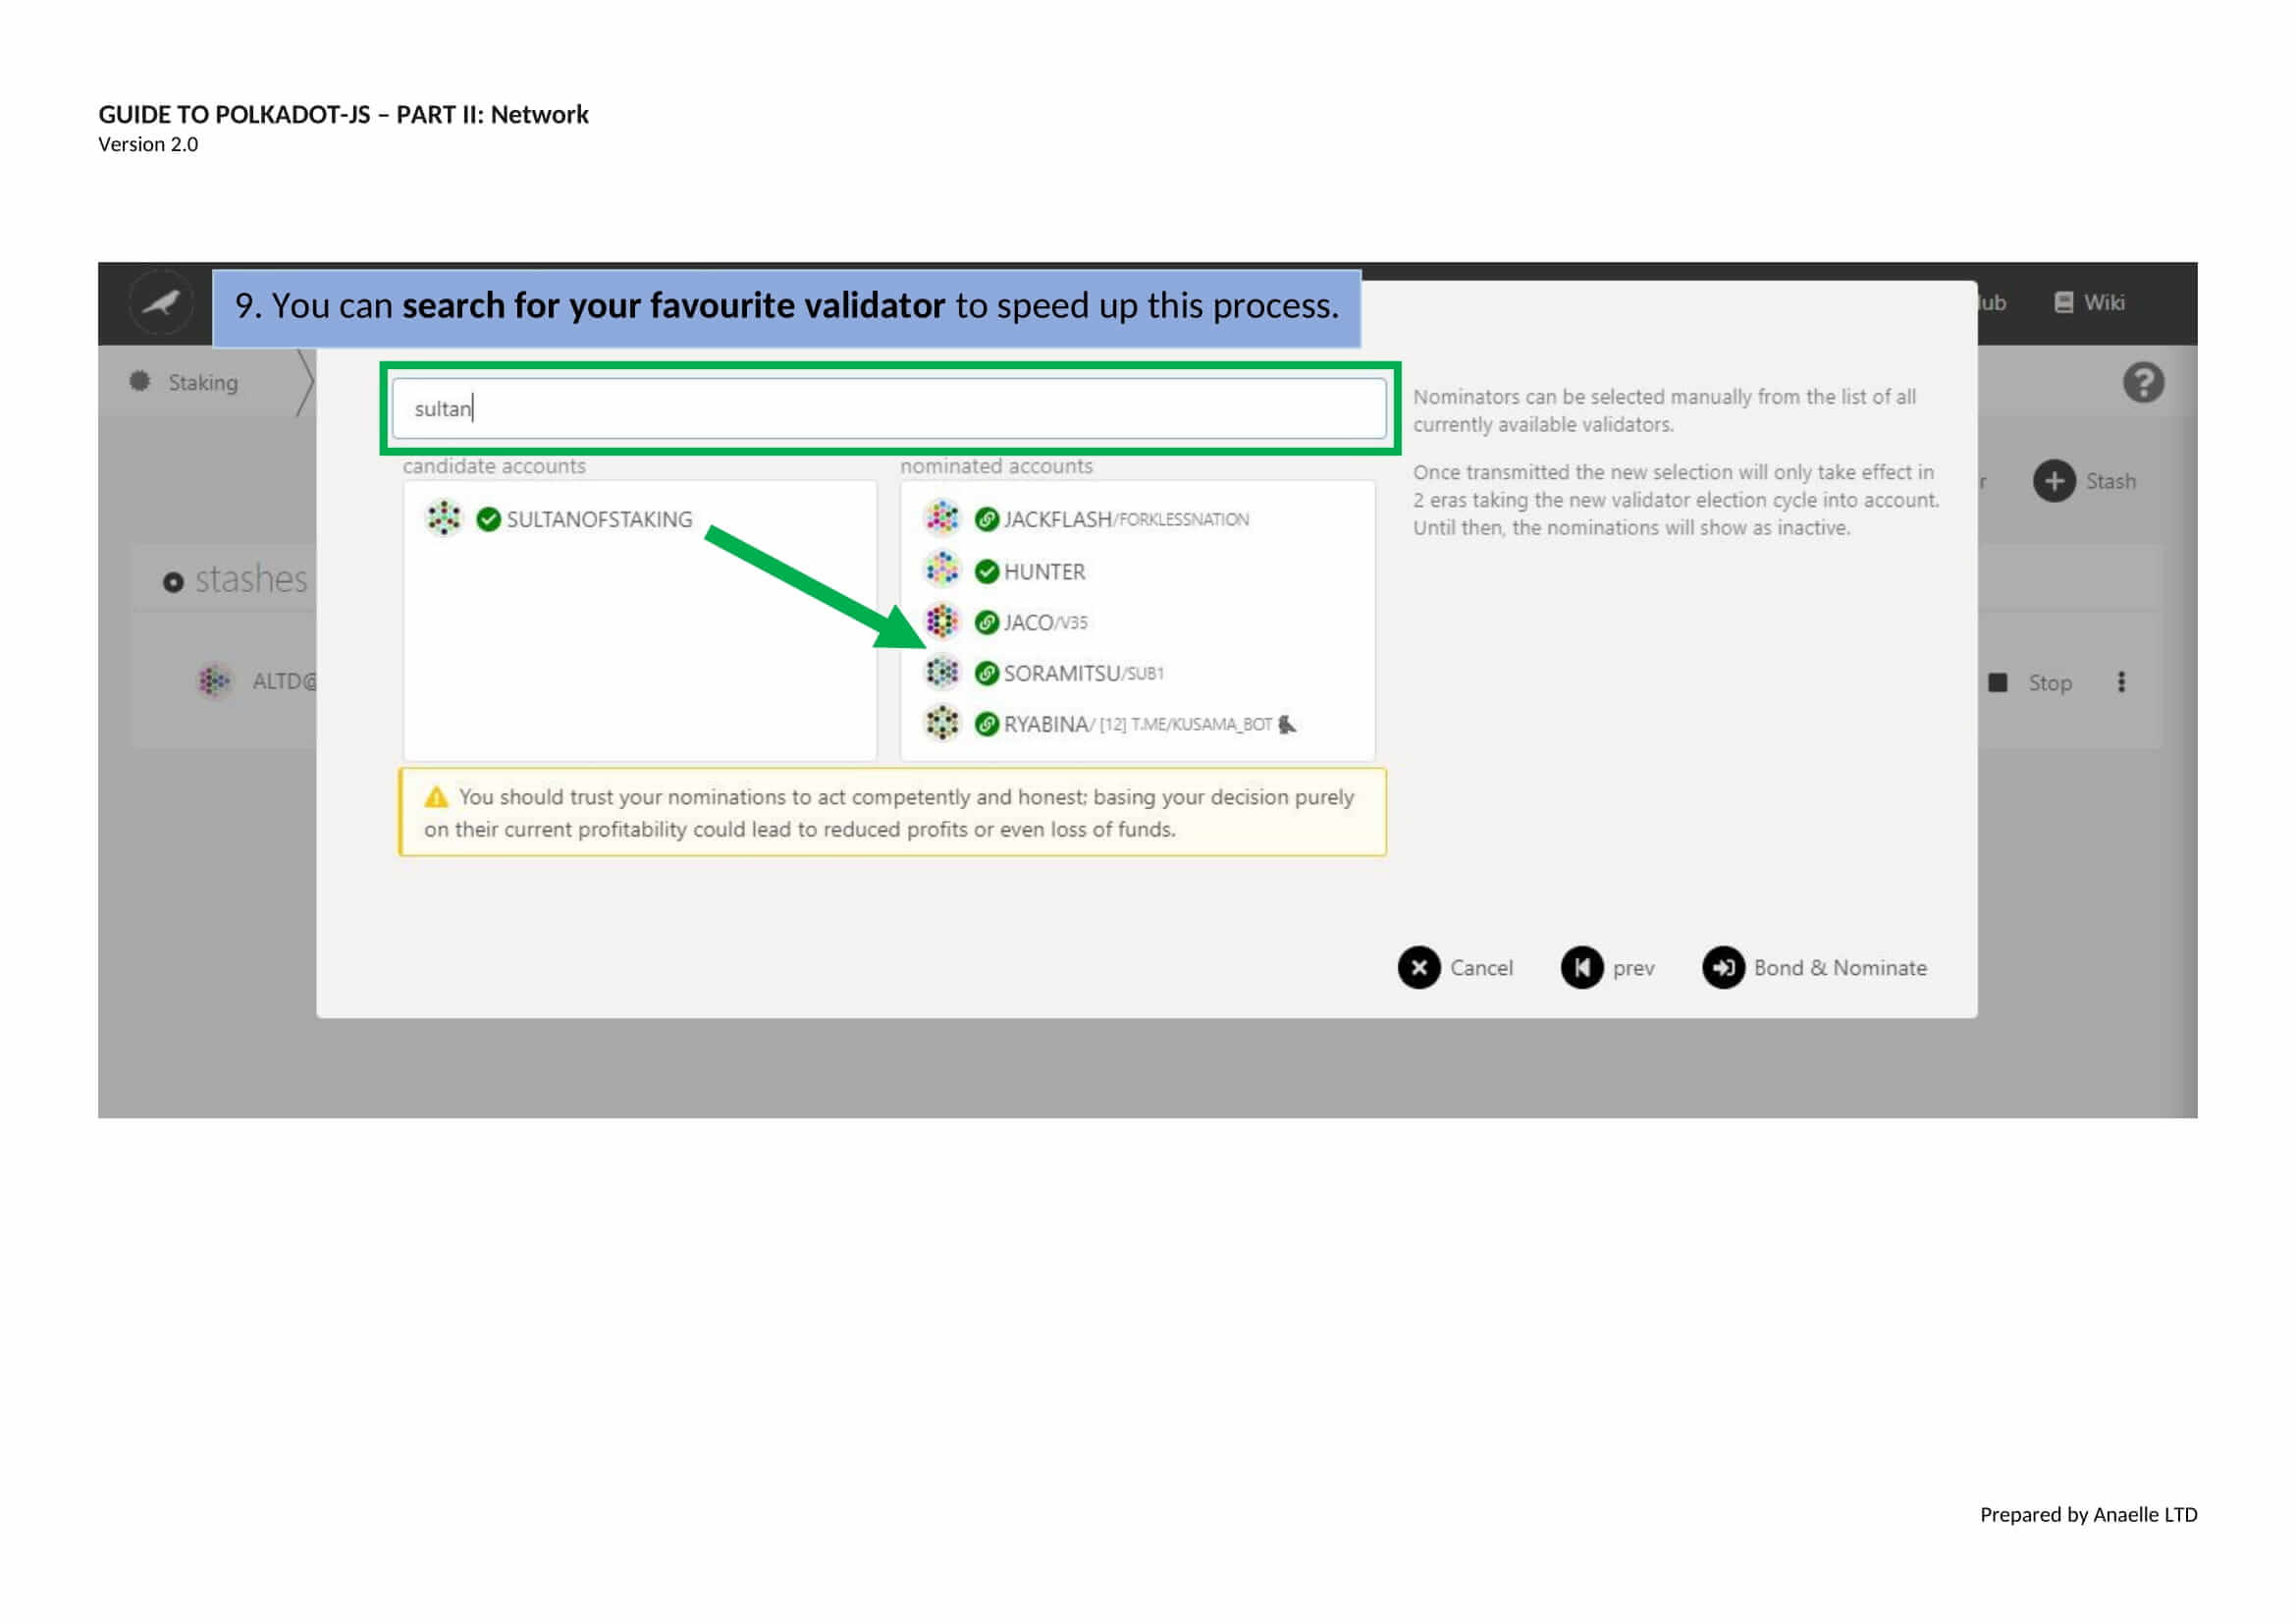 GUIDE TO POLKADOT-JS – PART II: Network
Version 2.0
9. You can search for your favourite validator to speed up this process.
Wiki
Staking
sultan
Nominators can be selected manually from the list of all
currently available validators.
candidate accounts
nominated accounts
Once transmitted the new selection will only take effect in
2 eras taking the new validator election cycle into account.
Until then, the nominations will show as inactive.
Stash
SULTANOFSTAKING
JACKFLASH/FORKLESSNATION
HUNTER
JACO/V35
SORAMITSU/SUB1
RYABINA/ [12] T.ME/KUSAMA_BOT
stashes
ALTD@
Stop
You should trust your nominations to act competently and honest; basing your decision purely
on their current profitability could lead to reduced profits or even loss of funds.
Cancel
prev
Bond & Nominate
Prepared by Anaelle LTD